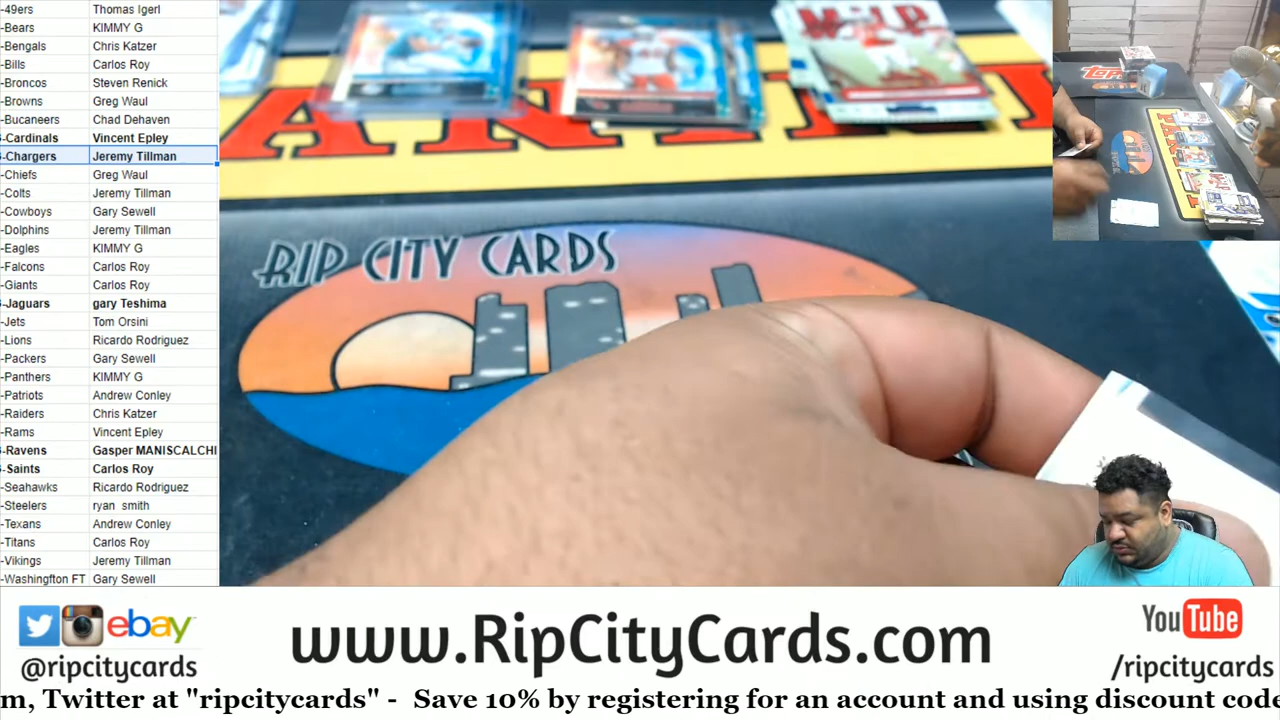 -49ers Thomas Igerl
-Bears KIMMY G
-Bengals Chris Katzer
-Bills Carlos Roy
-Broncos Steven Renick
-Browns Greg Waul
-Bucaneers Chad Dehaven
-Cardinals Vincent Epley
-Chargers Jeremy Tillman
-Chiefs Greg Waul
-Colts Jeremy Tillman
-Cowboys Gary Sewell
-Dolphins Jeremy Tillman
-Eagles KIMMY G
-Falcons Carlos Roy
-Giants Carlos Roy
-Jaguars gary Teshima
-Jets Tom Orsini
-Lions Ricardo Rodriguez
-Packers Gary Sewell
-Panthers KIMMY G
-Patriots Andrew Conley
-Raiders Chris Katzer
-Rams Vincent Epley
-Ravens Gasper MANISCALCHI
-Saints Carlos Roy
-Seahawks Ricardo Rodriguez
-Steelers ryan smith
-Texans Andrew Conley
-Titans Carlos Roy
-Vikings Jeremy Tillman
-Washingfton FT Gary Sewell
MVP
ANINI
TOPPS
PANINI
RIP CITY CARDS
ebay
@ripcitycards
www.RipCityCards.com
YouTube
/ripcitycards
m, Twitter at "ripcitycards" - Save 10% by registering for an account and using discount code